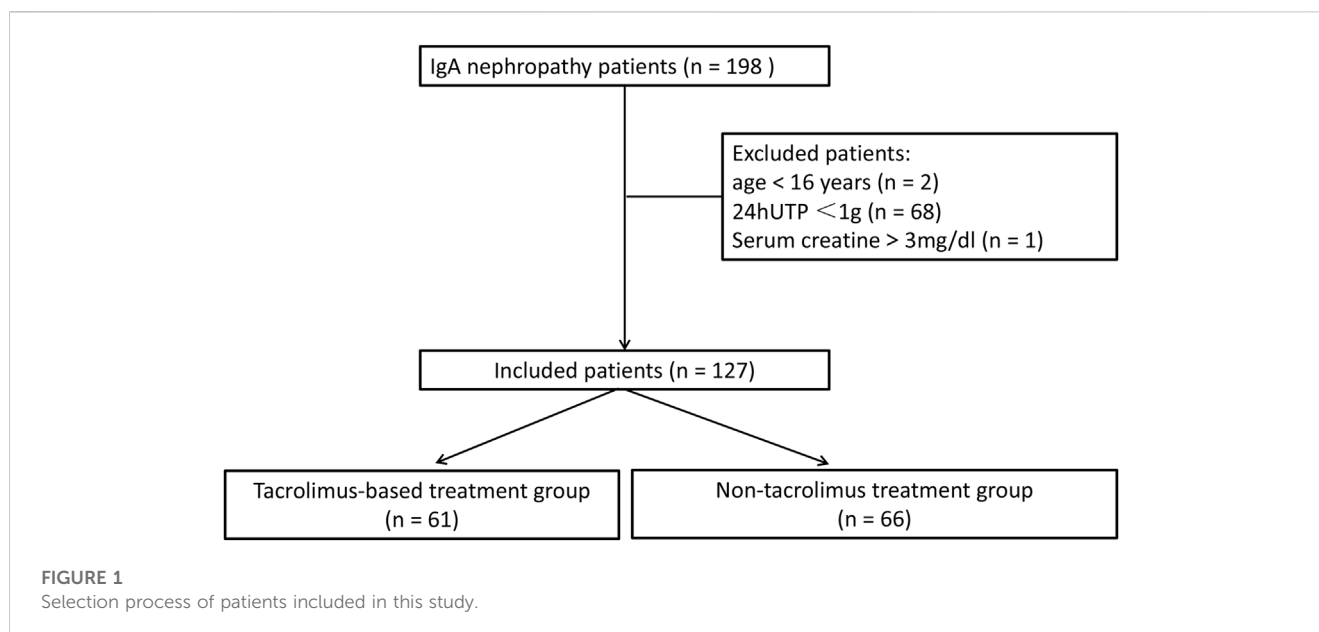 IgA nephropathy patients (n = 198 )
Excluded patients:
age < 16 years (n = 2)
24hUTP ＜1g (n = 68)
Serum creatine > 3mg/dl (n = 1)
Included patients (n = 127)
Tacrolimus-based treatment group
(n = 61)
Non-tacrolimus treatment group
(n = 66)
FIGURE 1
Selection process of patients included in this study.